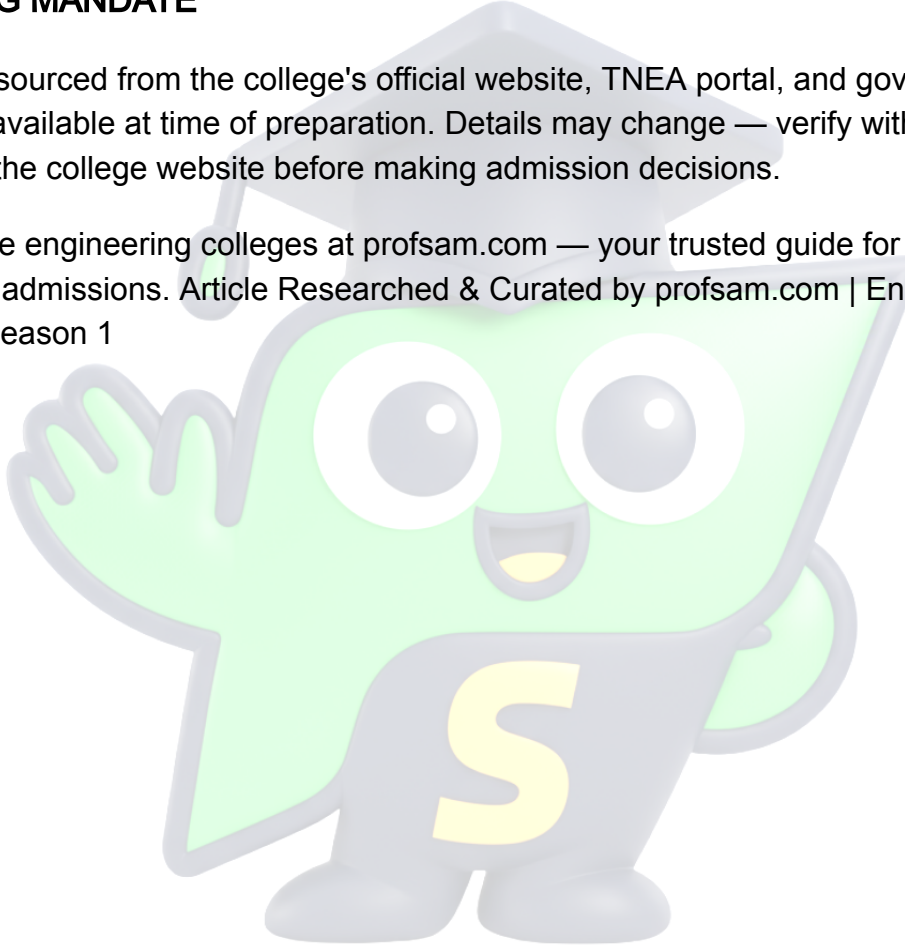 G MANDATE
sourced from the college's official website, TNEA portal, and gov
available at time of preparation. Details may change — verify with
the college website before making admission decisions.
e engineering colleges at profsam.com — your trusted guide for
admissions. Article Researched & Curated by profsam.com | En
eason 1
S